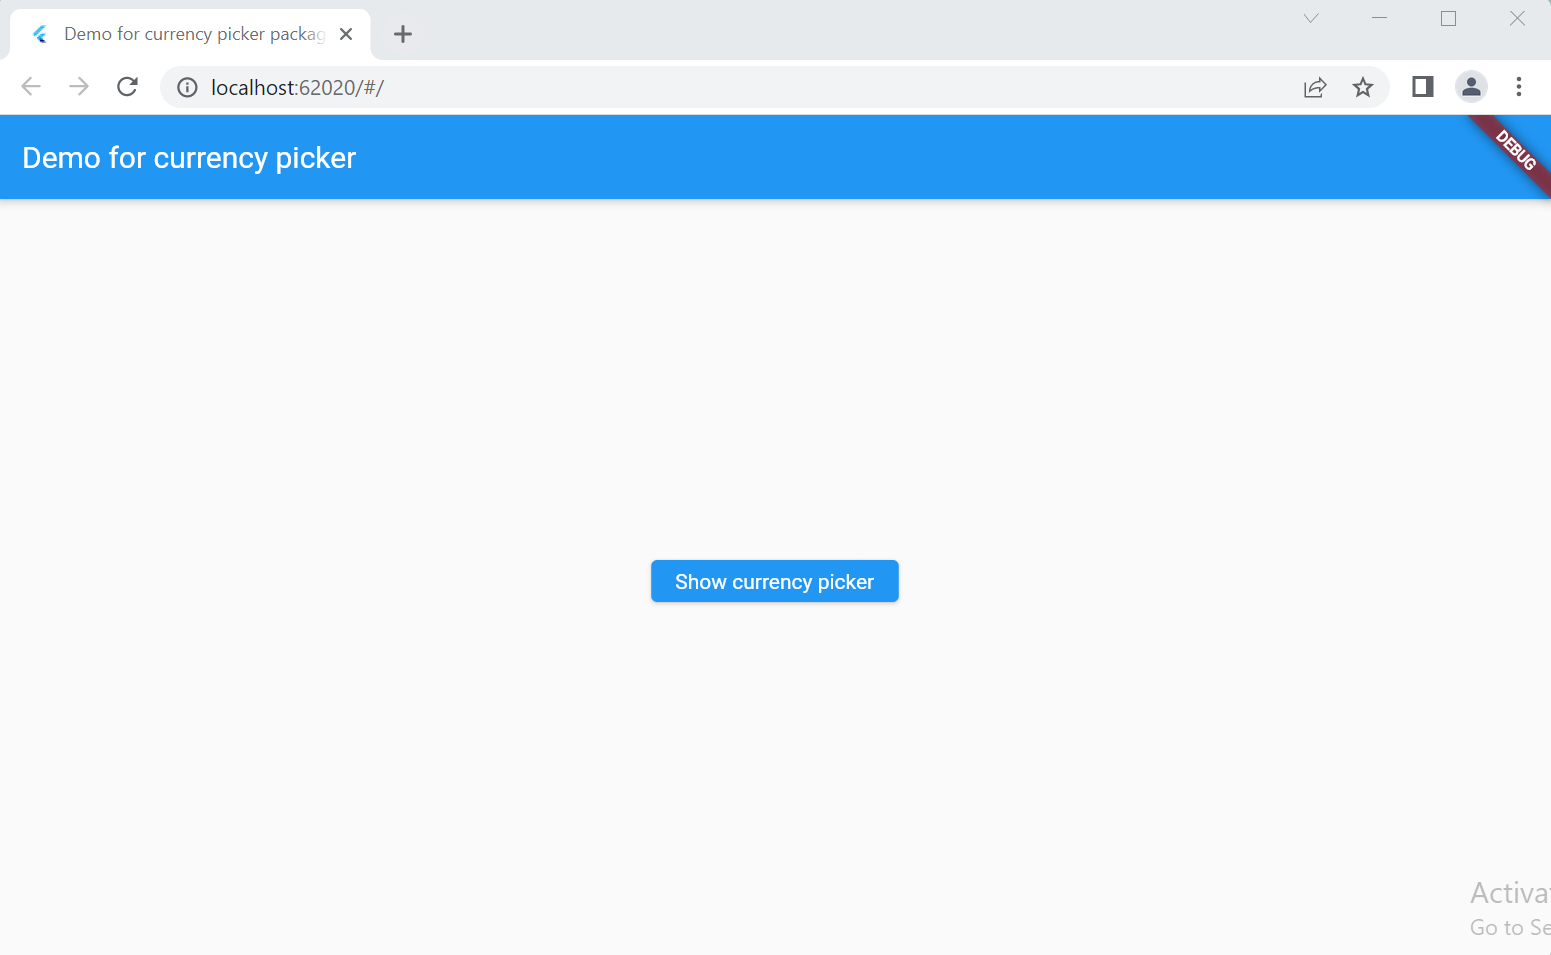 Demo for currency picker packag
localhost:62020/#/
Demo for currency picker
DEBUG
Show currency picker
Activa
Go to Se